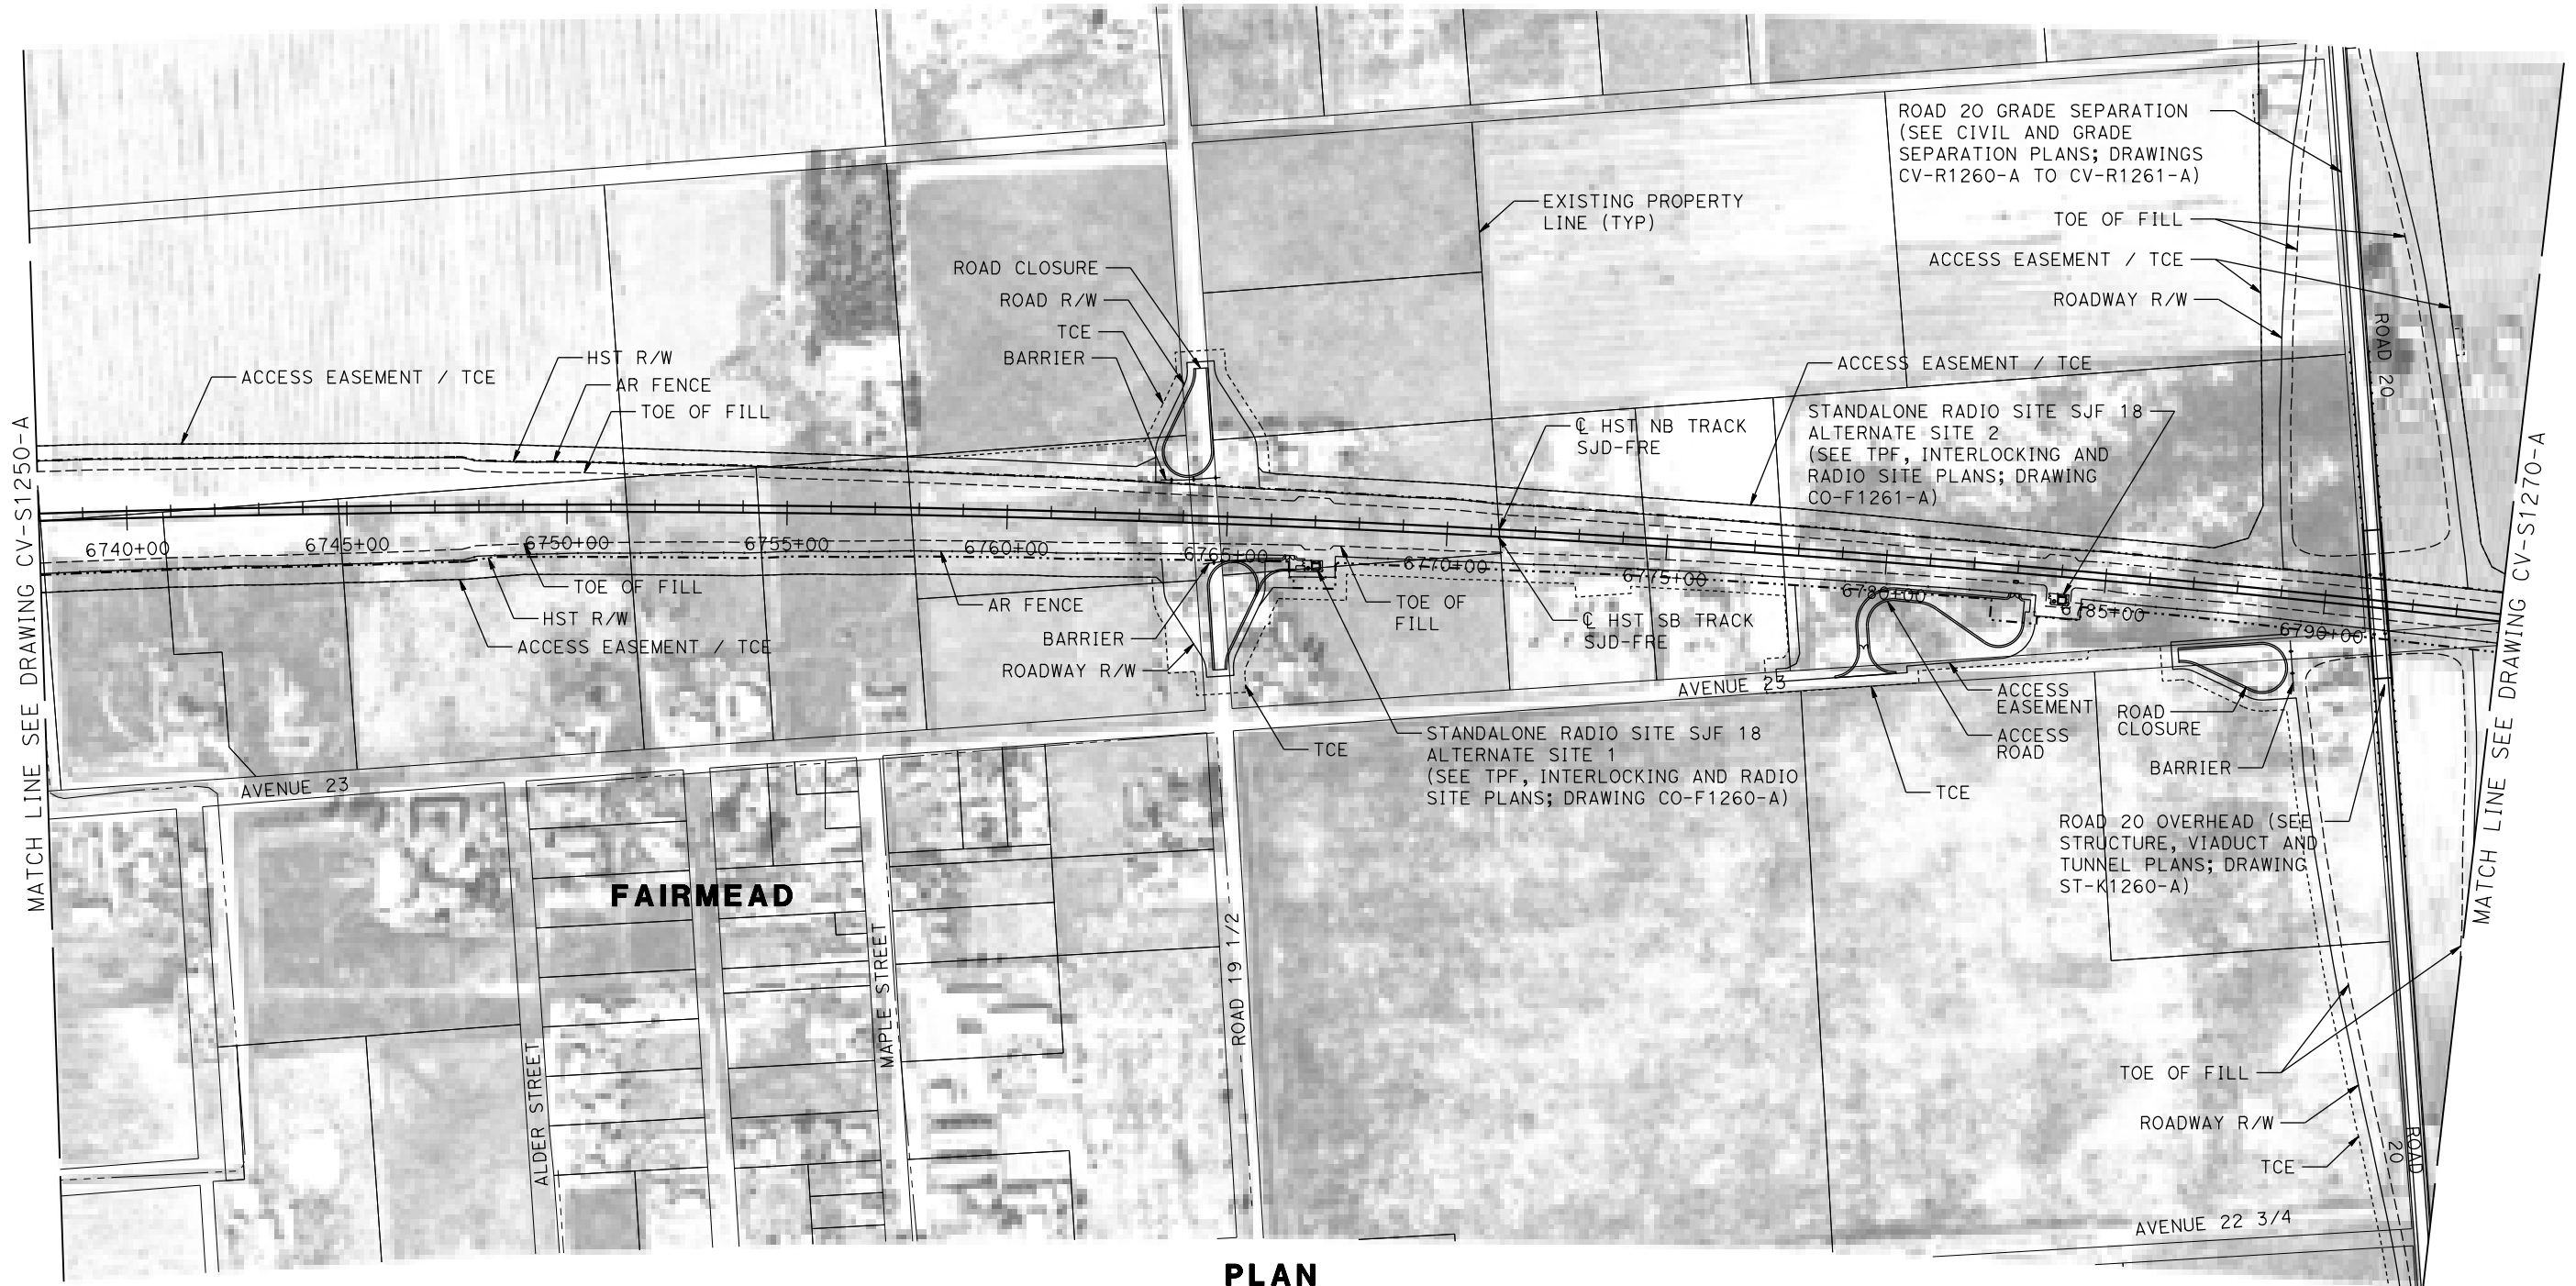 ROAD 20 GRADE SEPARATION
(SEE CIVIL AND GRADE
SEPARATION PLANS; DRAWINGS
CV-R1260-A TO CV-R1261-A)
EXISTING PROPERTY
LINE (TYP)
TOE OF FILL
ACCESS EASEMENT / TCE
ROADWAY R/W
ROAD 20
ROAD CLOSURE
ROAD R/W
TCE
BARRIER
HST R/W
ACCESS EASEMENT / TCE
AR FENCE
TOE OF FILL
ACCESS EASEMENT / TCE
℄ HST NB TRACK
SJD-FRE
STANDALONE RADIO SITE SJF 18
ALTERNATE SITE 2
(SEE TPF, INTERLOCKING AND
RADIO SITE PLANS; DRAWING
CO-F1261-A)
MATCH LINE SEE DRAWING CV-S1250-A
MATCH LINE SEE DRAWING CV-S1270-A
6740+00
6745+00
6750+00
6755+00
6760+00
6765+00
6770+00
6775+00
6780+00
6785+00
6790+00
TOE OF FILL
HST R/W
ACCESS EASEMENT / TCE
AR FENCE
BARRIER
ROADWAY R/W
TOE OF
FILL
℄ HST SB TRACK
SJD-FRE
AVENUE 23
ACCESS
EASEMENT
ACCESS
ROAD
ROAD
CLOSURE
BARRIER
TCE
STANDALONE RADIO SITE SJF 18
ALTERNATE SITE 1
(SEE TPF, INTERLOCKING AND RADIO
SITE PLANS; DRAWING CO-F1260-A)
TCE
AVENUE 23
ROAD 20 OVERHEAD (SEE
STRUCTURE, VIADUCT AND
TUNNEL PLANS; DRAWING
ST-K1260-A)
FAIRMEAD
ALDER STREET
MAPLE STREET
ROAD 19 1/2
TOE OF FILL
ROADWAY R/W
TCE
ROAD
20
AVENUE 22 3/4
PLAN